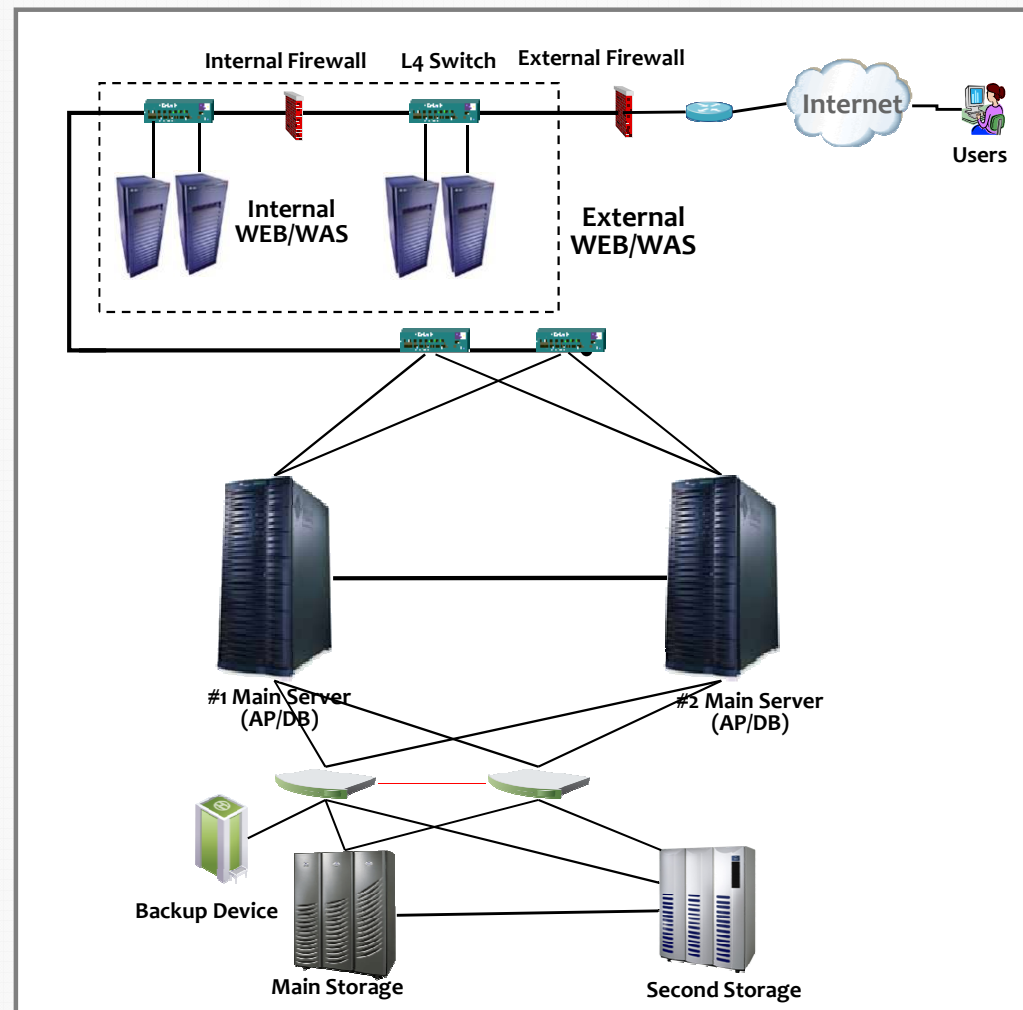 Internal Firewall
L4 Switch
External Firewall
Internet
Users
Internal
WEB/WAS
External
WEB/WAS
#1 Main Server
(AP/DB)
#2 Main Server
(AP/DB)
Backup Device
Main Storage
Second Storage